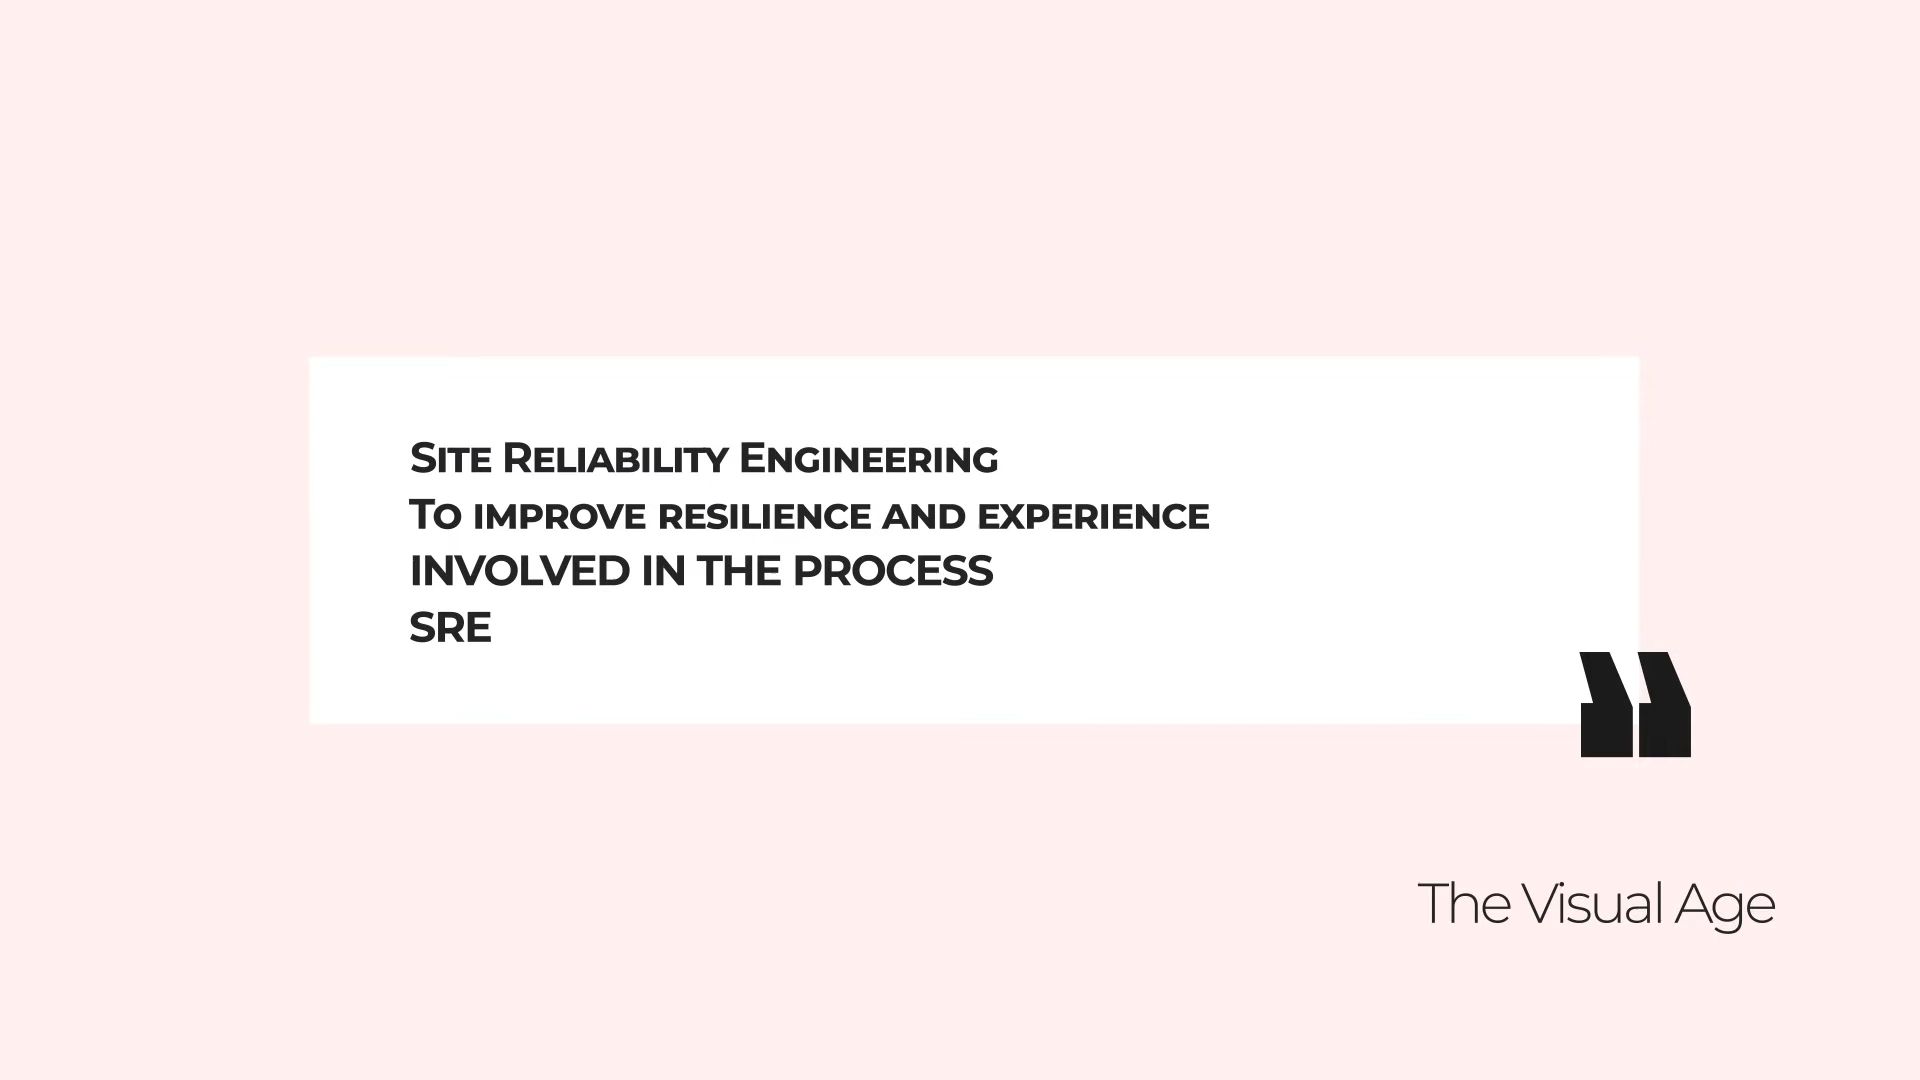 Site Reliability Engineering
To improve resilience and experience
INVOLVED IN THE PROCESS
SRE
The Visual Age